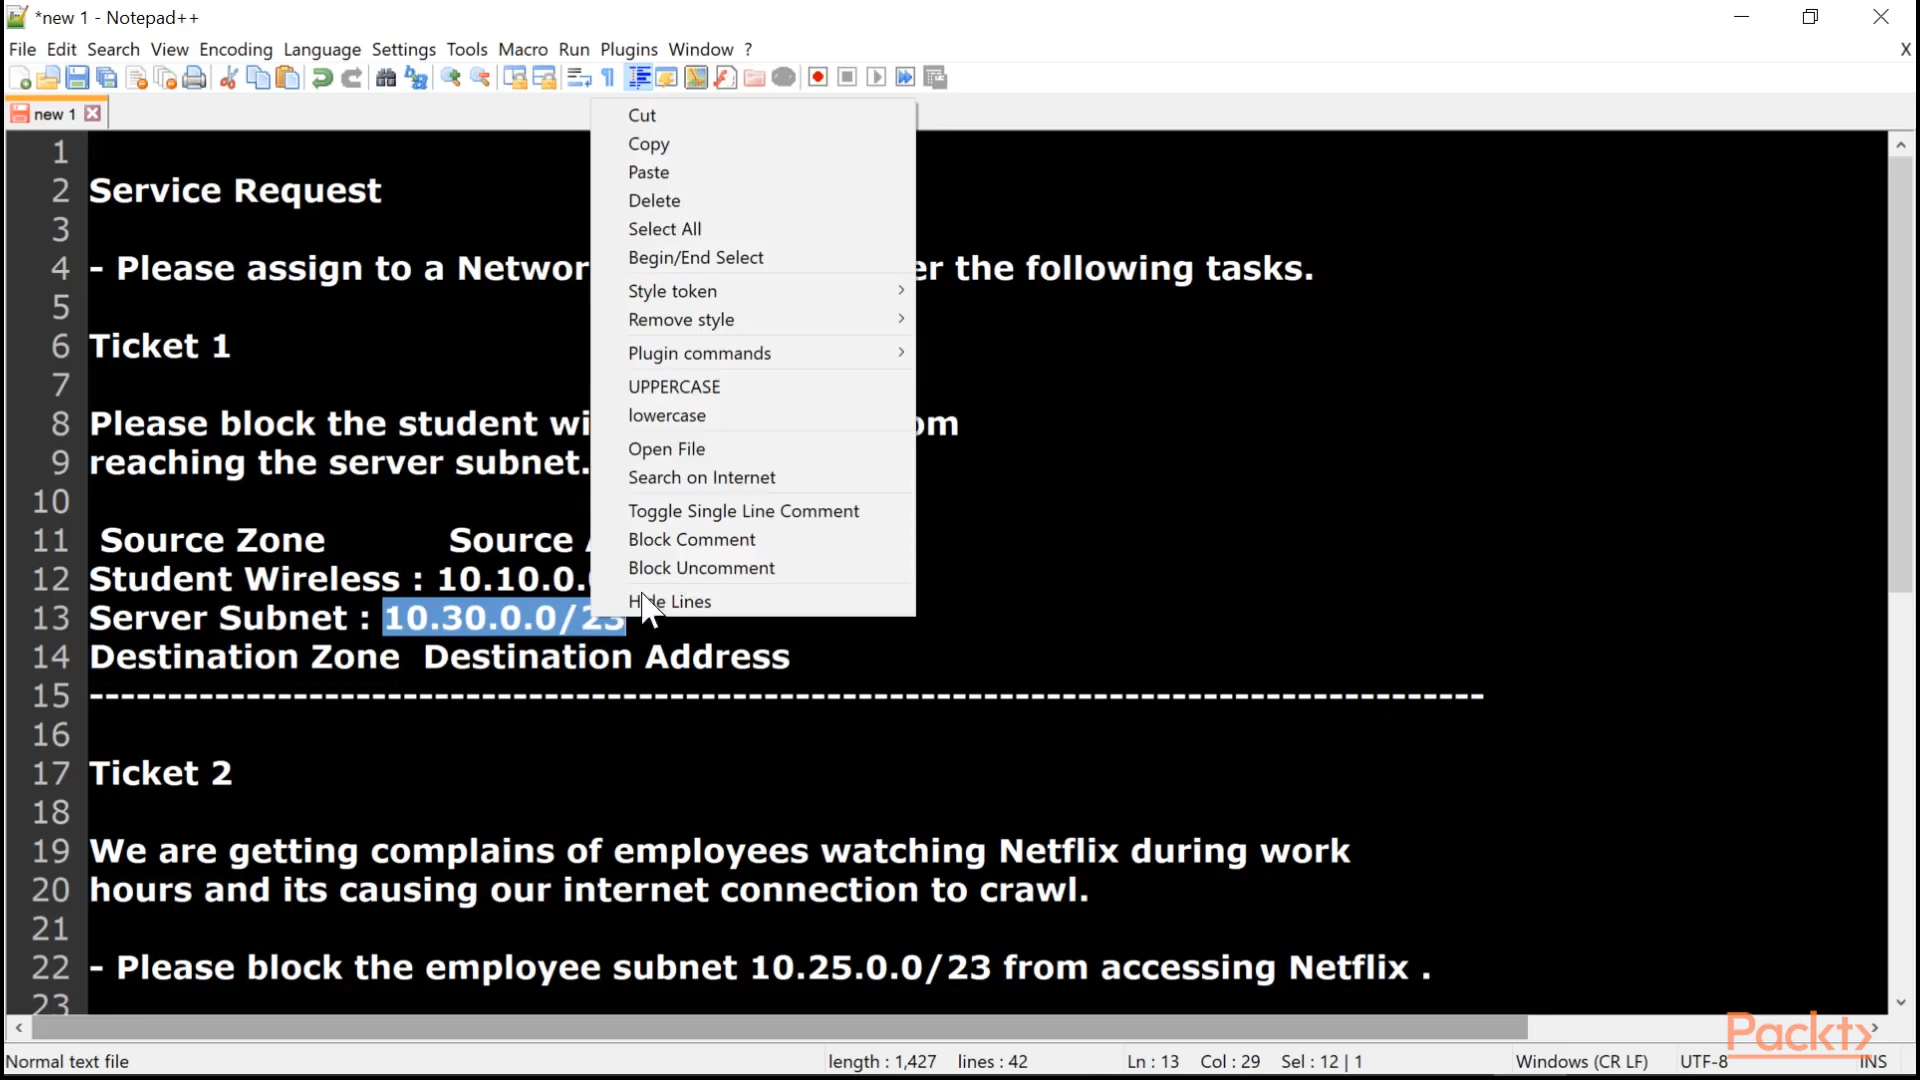 *new 1 - Notepad++
File Edit Search View Encoding Language Settings Tools Macro Run Plugins Window ?
X
new 1
Cut
Copy
Paste
Delete
Select All
Begin/End Select
Style token
Remove style
Plugin commands
UPPERCASE
lowercase
Open File
Search on Internet
Toggle Single Line Comment
Block Comment
Block Uncomment
Hide Lines
1
2 Service Request
3
4 - Please assign to a Networ er the following tasks.
5
6 Ticket 1
7
8 Please block the student wi om
9 reaching the server subnet.
10
11 Source Zone Source
12 Student Wireless : 10.10.0.
13 Server Subnet : 10.30.0.0/23
14 Destination Zone Destination Address
15 ------------------------------------------------------------------------------------------
16
17 Ticket 2
18
19 We are getting complains of employees watching Netflix during work
20 hours and its causing our internet connection to crawl.
21
22 - Please block the employee subnet 10.25.0.0/23 from accessing Netflix .
23
Packt>
Normal text file length : 1,427 lines : 42 Ln : 13 Col : 29 Sel : 12 | 1 Windows (CR LF) UTF-8 INS